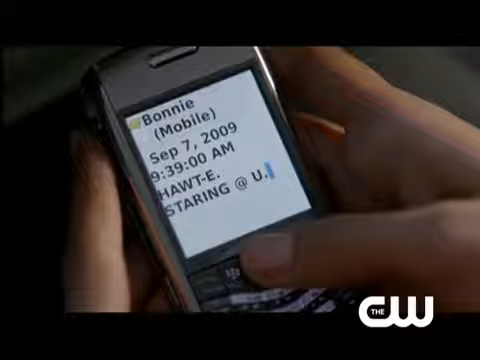 Bonnie
(Mobile)
Sep 7, 2009
9:39:00 AM
HAWT-E.
STARING @ U.
THE CW